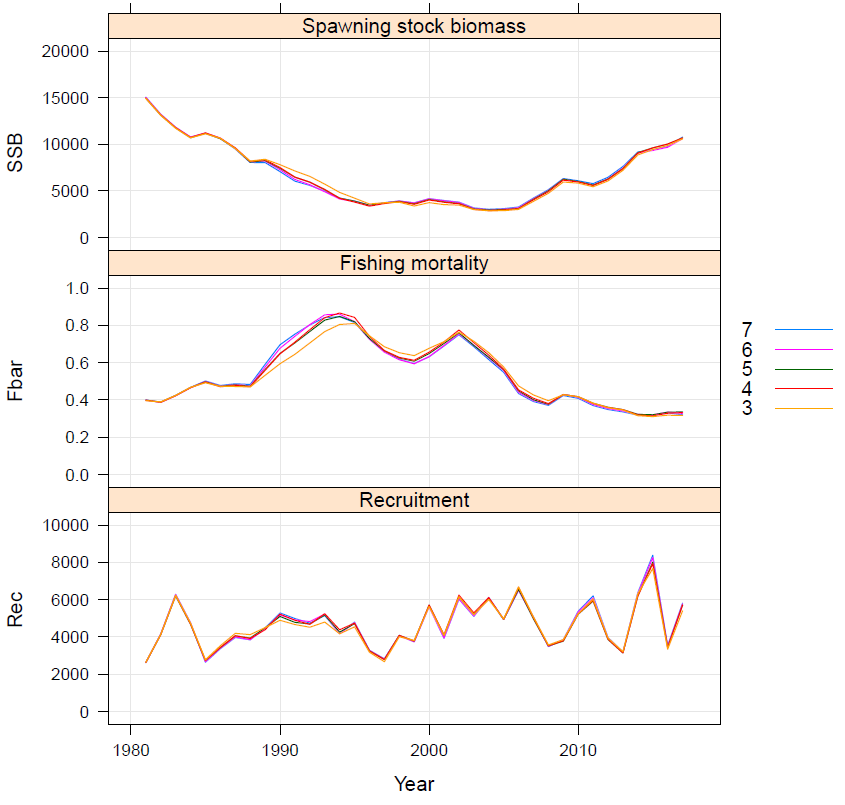 Spawning stock biomass
20000
15000
10000
5000
0
SSB
Fishing mortality
1.0
0.8
0.6
0.4
0.2
0.0
Fbar
Recruitment
10000
8000
6000
4000
2000
0
Rec
1980 1990 2000 2010
Year
7
6
5
4
3